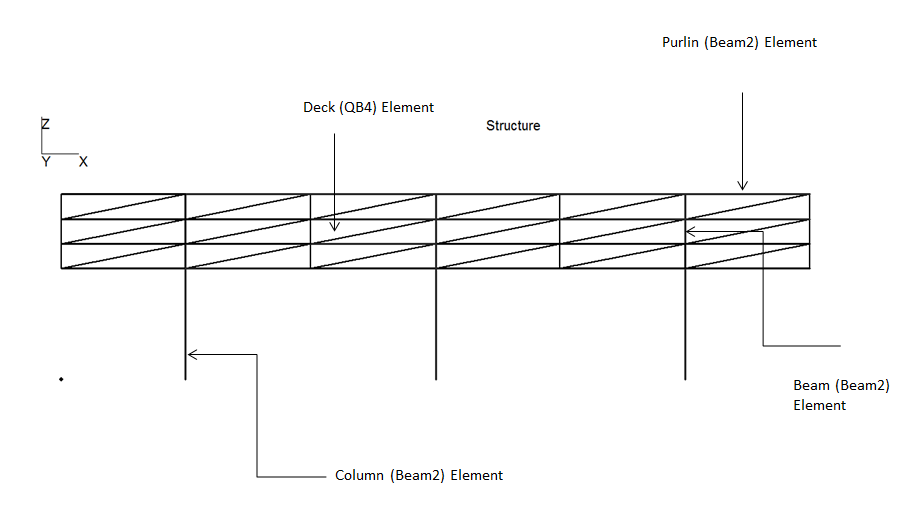 Purlin (Beam2) Element
Deck (QB4) Element
Structure
Z
Y X
Beam (Beam2)
Element
Column (Beam2) Element